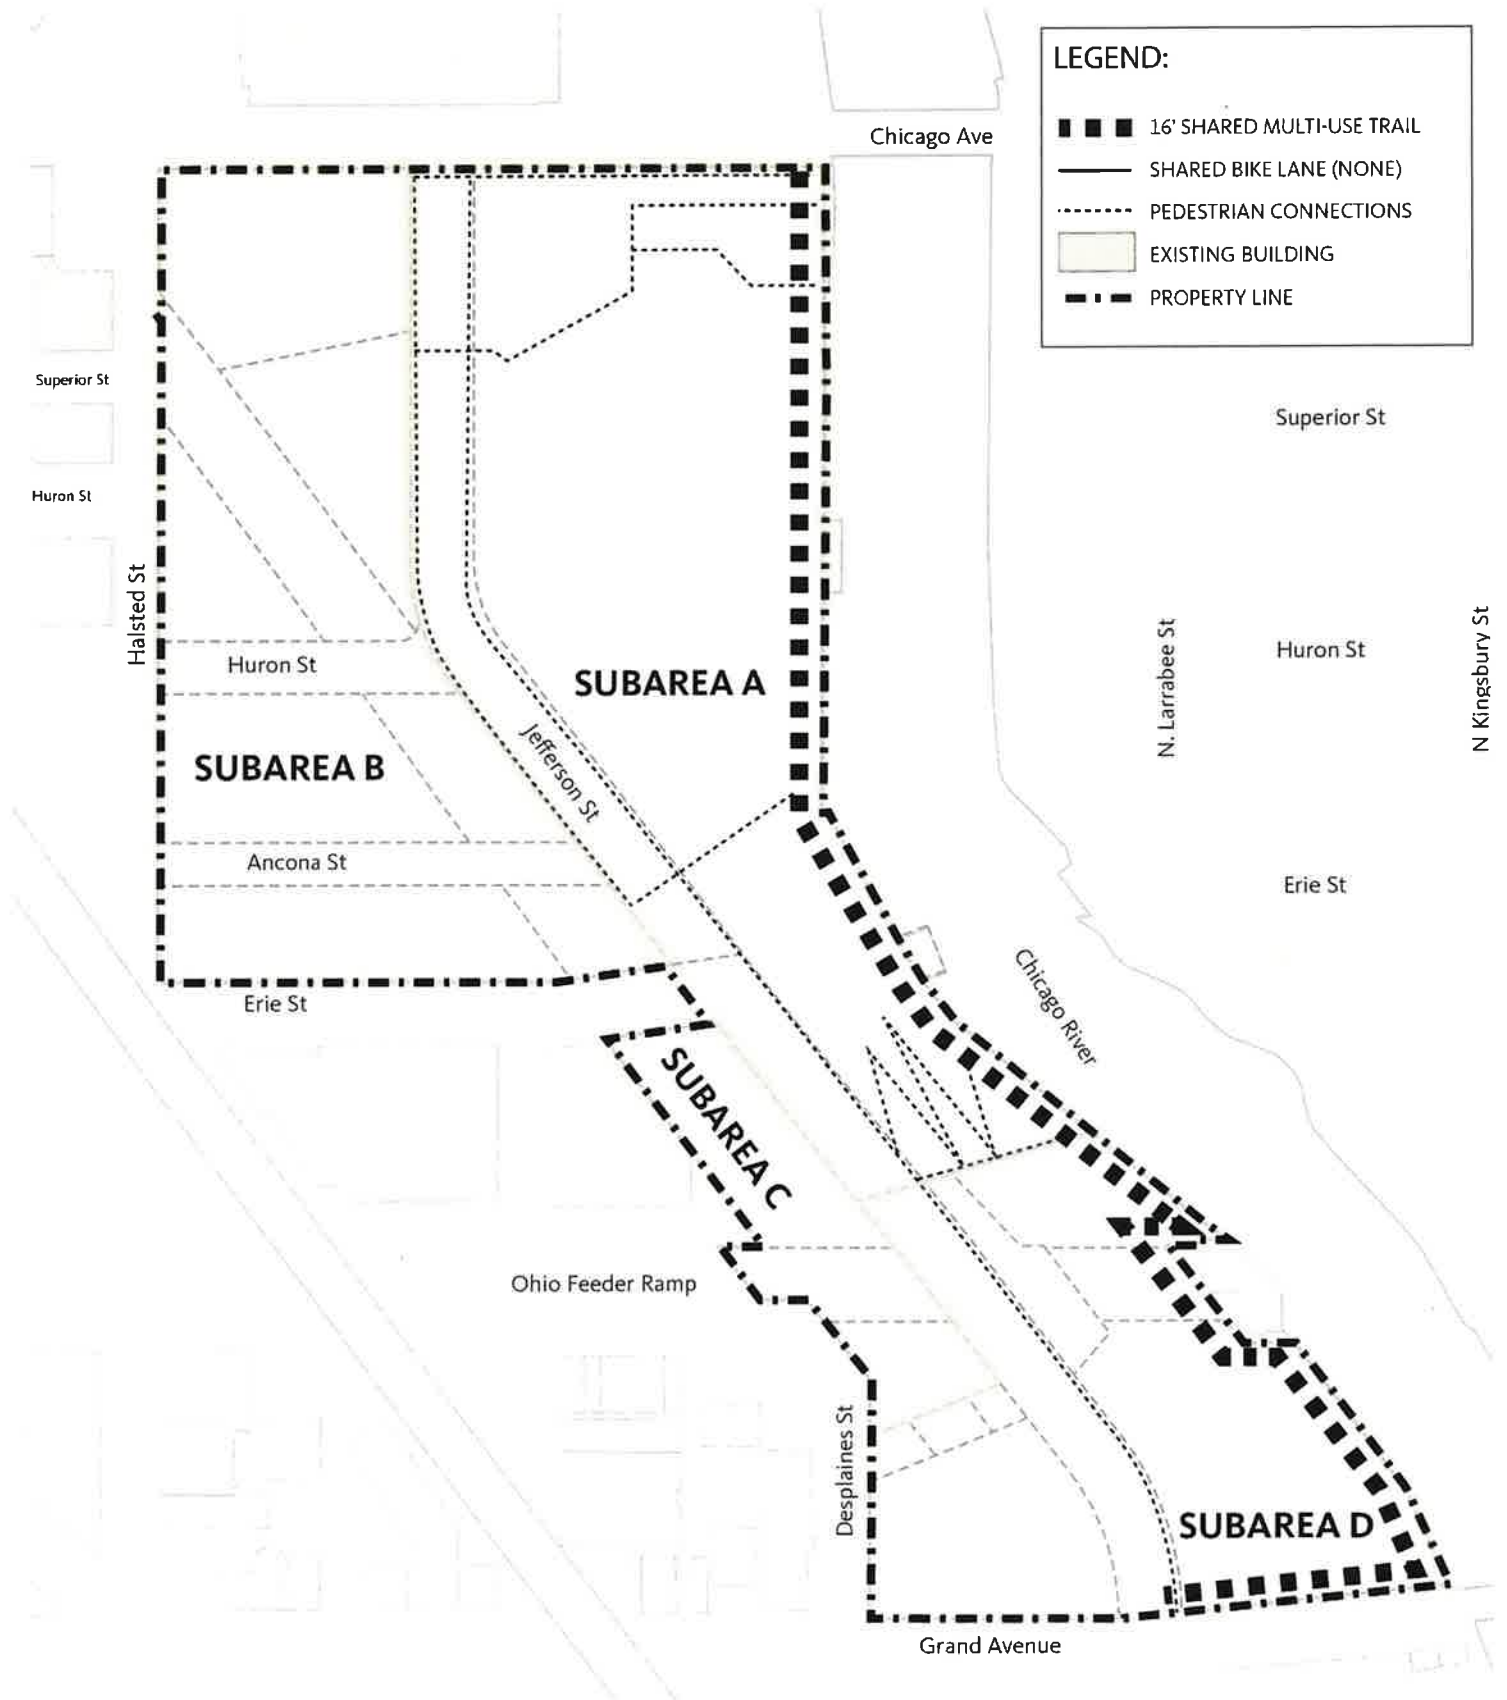 LEGEND:
16' SHARED MULTI-USE TRAIL
SHARED BIKE LANE (NONE)
PEDESTRIAN CONNECTIONS
EXISTING BUILDING
PROPERTY LINE
Chicago Ave
Superior St
Superior St
Huron St
Halsted St
Huron St
SUBAREA A
N. Larrabee St
Huron St
N Kingsbury St
SUBAREA B
Jefferson St
Ancona St
Erie St
Erie St
Chicago River
SUBAREA C
Ohio Feeder Ramp
Desplaines St
SUBAREA D
Grand Avenue